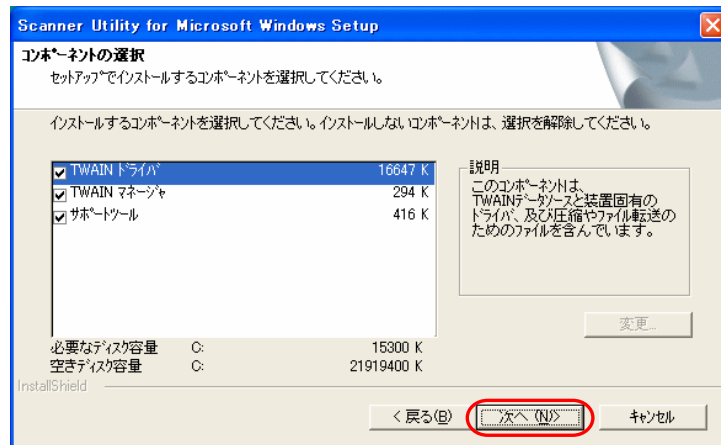 Scanner Utility for Microsoft Windows Setup
コンポーネントの選択
セットアップでインストールするコンポーネントを選択してください。
インストールするコンポーネントを選択してください。インストールしないコンポーネントは、選択を解除してください。
TWAIN ドライバ 16647 K
TWAIN マネージャ 294 K
サポートツール 416 K
説明
このコンポーネントは、
TWAINデータソースと装置固有の
ドライバ、及び圧縮やファイル転送の
ためのファイルを含んでいます。
変更...
必要なディスク容量 C: 15300 K
空きディスク容量 C: 21919400 K
InstallShield
< 戻る(B) 次へ (N)> キャンセル